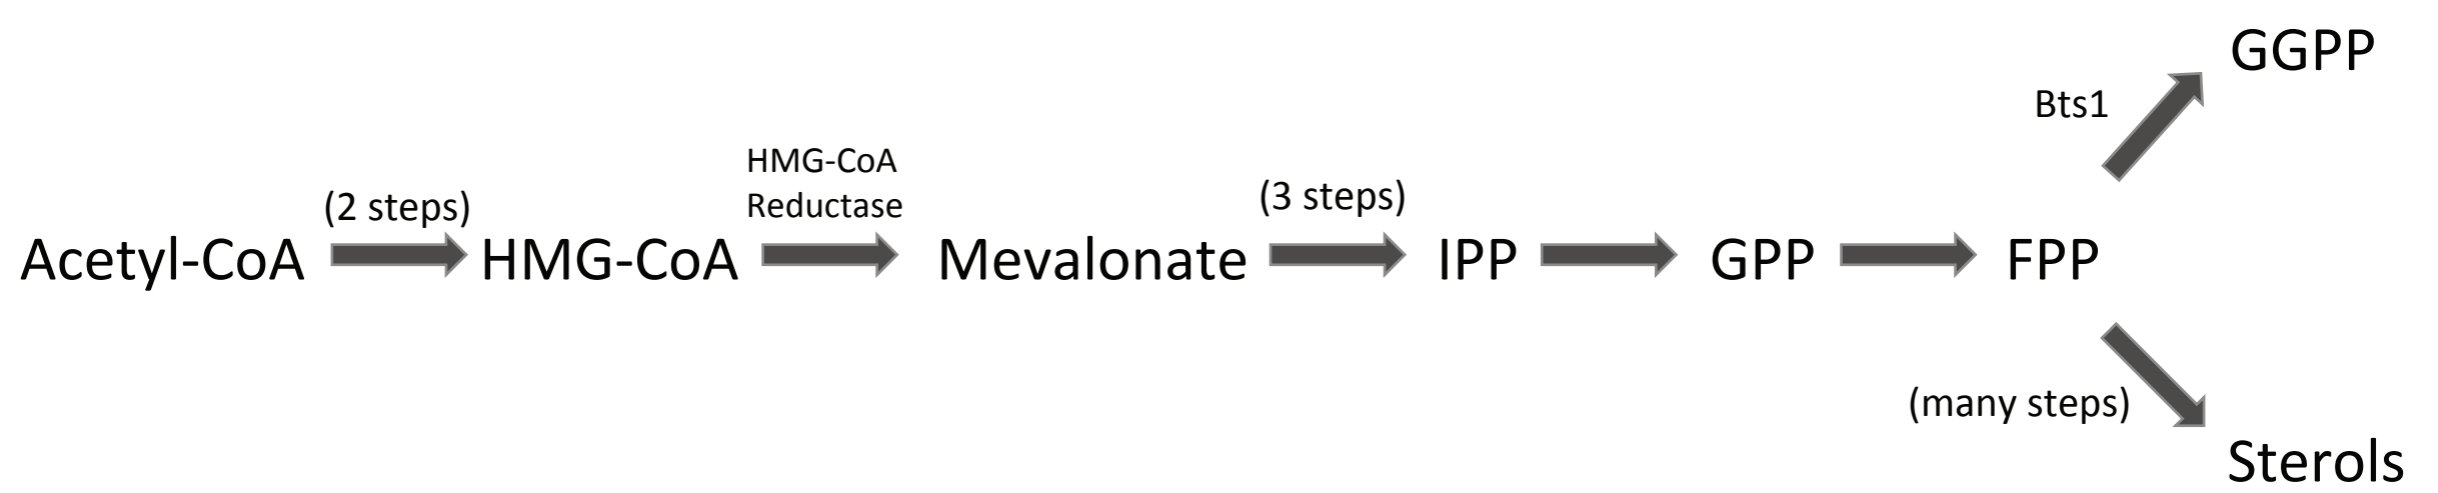 GGPP
Bts1
HMG-CoA
Reductase
(2 steps)
(3 steps)
Acetyl-CoA
HMG-CoA
Mevalonate
IPP
GPP
FPP
(many steps)
Sterols